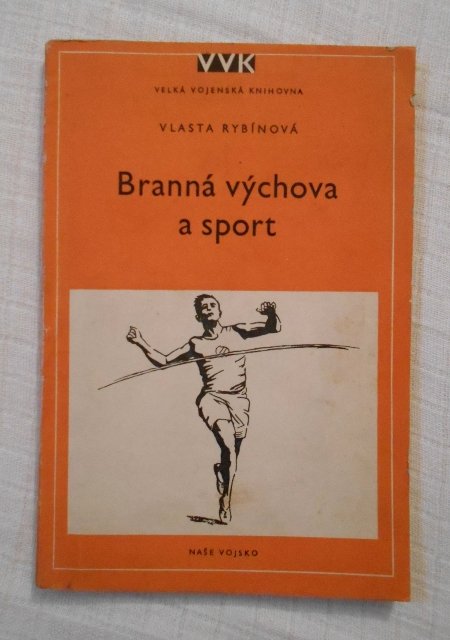 VVK
VELKÁ VOJENSKÁ KNIHOVNA
VLASTA RYBÍNOVÁ
Branná výchova
a sport
NAŠE VOJSKO